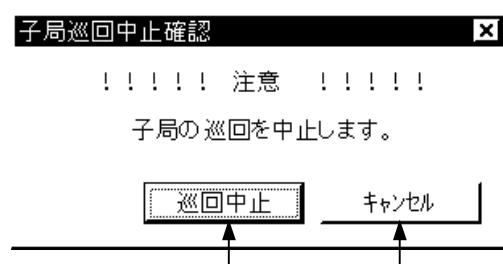 子局巡回中止確認
！！！！！ 注意 ！！！！！
子局の巡回を中止します。
巡回中止 ｷｬﾝｾﾙ